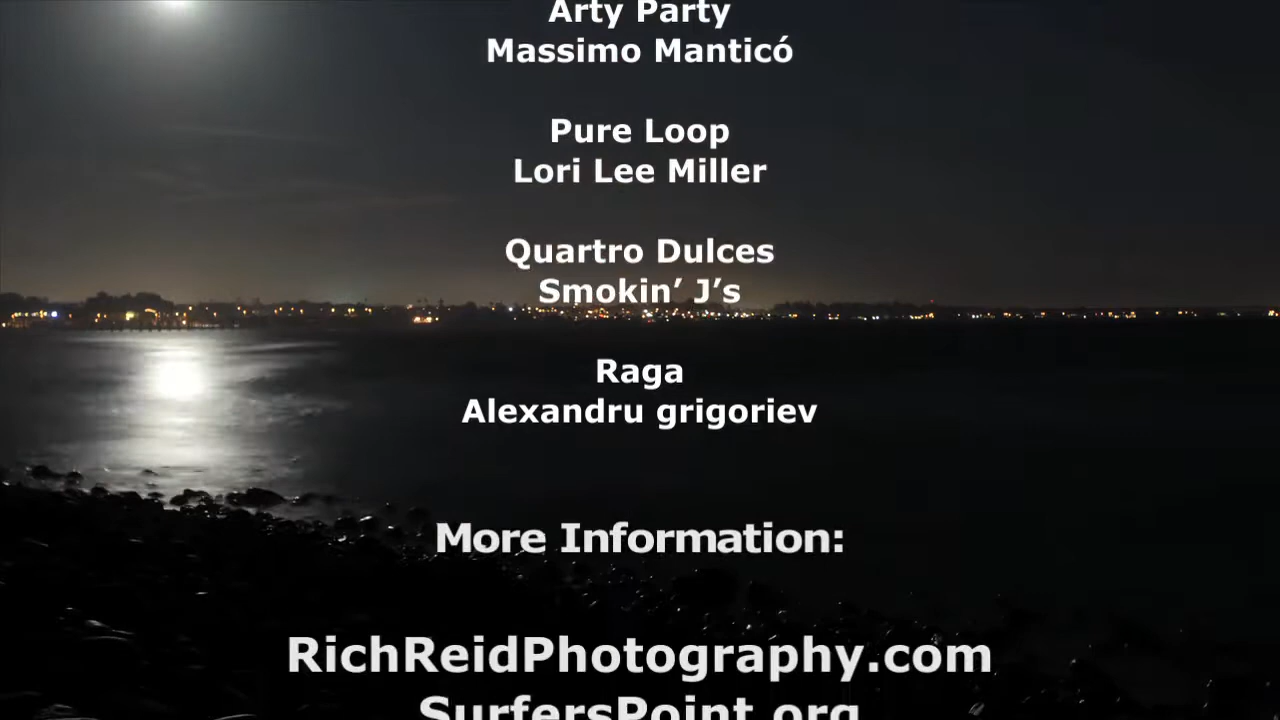 Arty Party
Massimo Manticó
Pure Loop
Lori Lee Miller
Quartro Dulces
Smokin’ J’s
Raga
Alexandru grigoriev
More Information:
RichReidPhotography.com
SurfersPoint.org